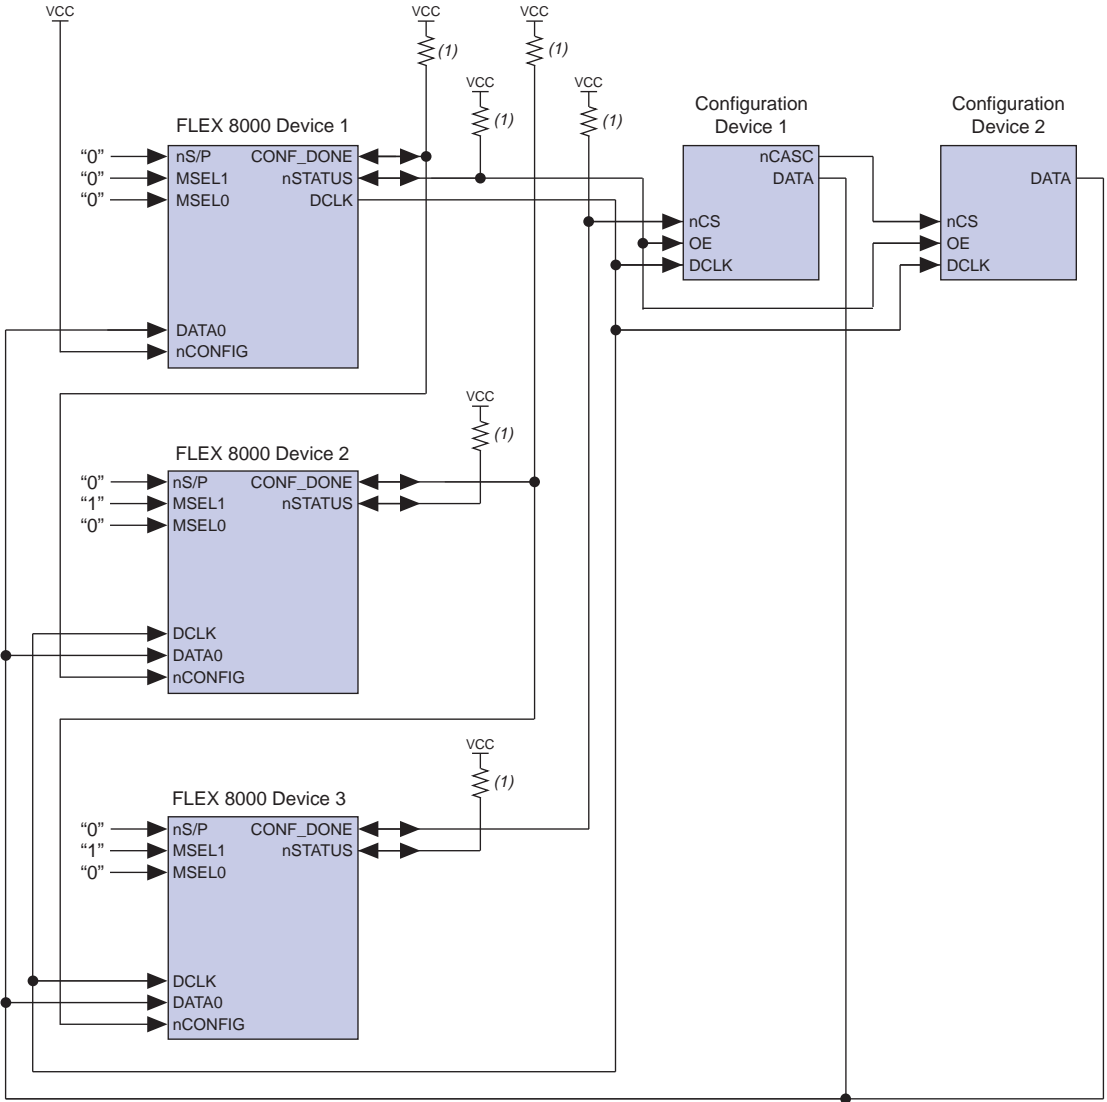 VCC
VCC
VCC
(1)
(1)
VCC
VCC
(1)
(1)
Configuration
Device 1
Configuration
Device 2
FLEX 8000 Device 1
“0”
nS/P
CONF_DONE
“0”
MSEL1
nSTATUS
“0”
MSEL0
DCLK
DATA0
nCONFIG
nCASC
DATA
nCS
OE
DCLK
DATA
nCS
OE
DCLK
VCC
(1)
FLEX 8000 Device 2
“0”
nS/P
CONF_DONE
“1”
MSEL1
nSTATUS
“0”
MSEL0
DCLK
DATA0
nCONFIG
VCC
(1)
FLEX 8000 Device 3
“0”
nS/P
CONF_DONE
“1”
MSEL1
nSTATUS
“0”
MSEL0
DCLK
DATA0
nCONFIG